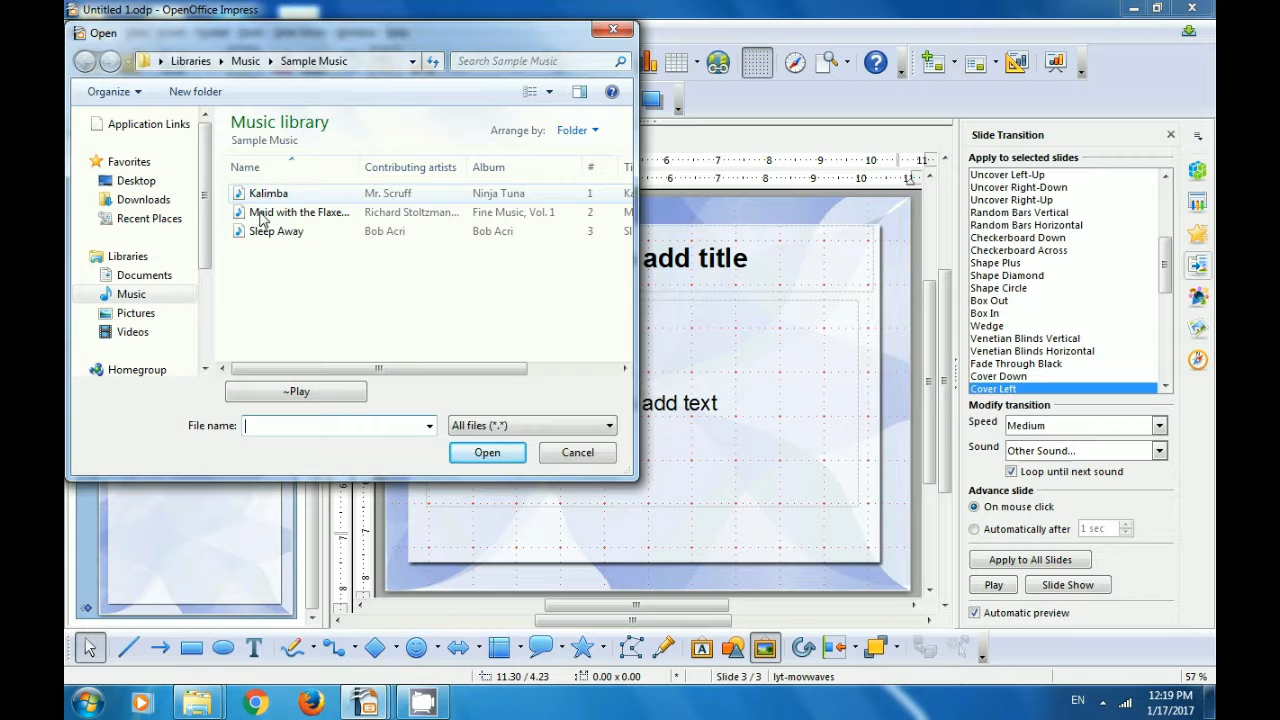 Untitled 1.odp - OpenOffice Impress
Open
Libraries Music Sample Music
Search Sample Music
Organize New folder
Music library
Sample Music
Arrange by: Folder
Name Contributing artists Album #
Kalimba Mr. Scruff Ninja Tuna 1
Maid with the Flaxe... Richard Stoltzman... Fine Music, Vol. 1 2 M
Sleep Away Bob Acri Bob Acri 3
Application Links
Favorites
Desktop
Downloads
Recent Places
Libraries
Documents
Music
Pictures
Videos
Homegroup
~Play
File name: All files (*.*)
Open Cancel
6 7 8 9 10 11
add title
add text
7
8
Slide Transition
Apply to selected slides
Uncover Left-Up
Uncover Right-Down
Uncover Right-Up
Random Bars Vertical
Random Bars Horizontal
Checkerboard Down
Checkerboard Across
Shape Plus
Shape Diamond
Shape Circle
Box Out
Box In
Wedge
Venetian Blinds Vertical
Venetian Blinds Horizontal
Fade Through Black
Cover Down
Cover Left
Modify transition
Speed Medium
Sound Other Sound...
Loop until next sound
Advance slide
On mouse click
Automatically after 1 sec
Apply to All Slides
Play Slide Show
Automatic preview
11.30 / 4.23 0.00 x 0.00 * Slide 3 / 3 lyt-movwaves 57 %
EN 12:19 PM
1/17/2017